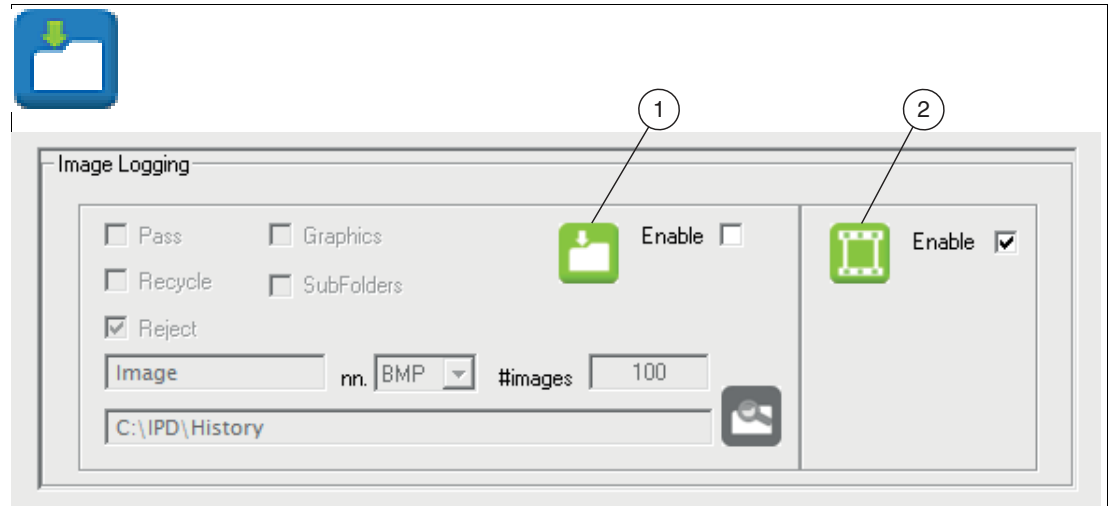 1 2
Image Logging
Pass Graphics Enable Enable
Recycle SubFolders
Reject
Image nn. BMP #images 100
C:\IPD\History